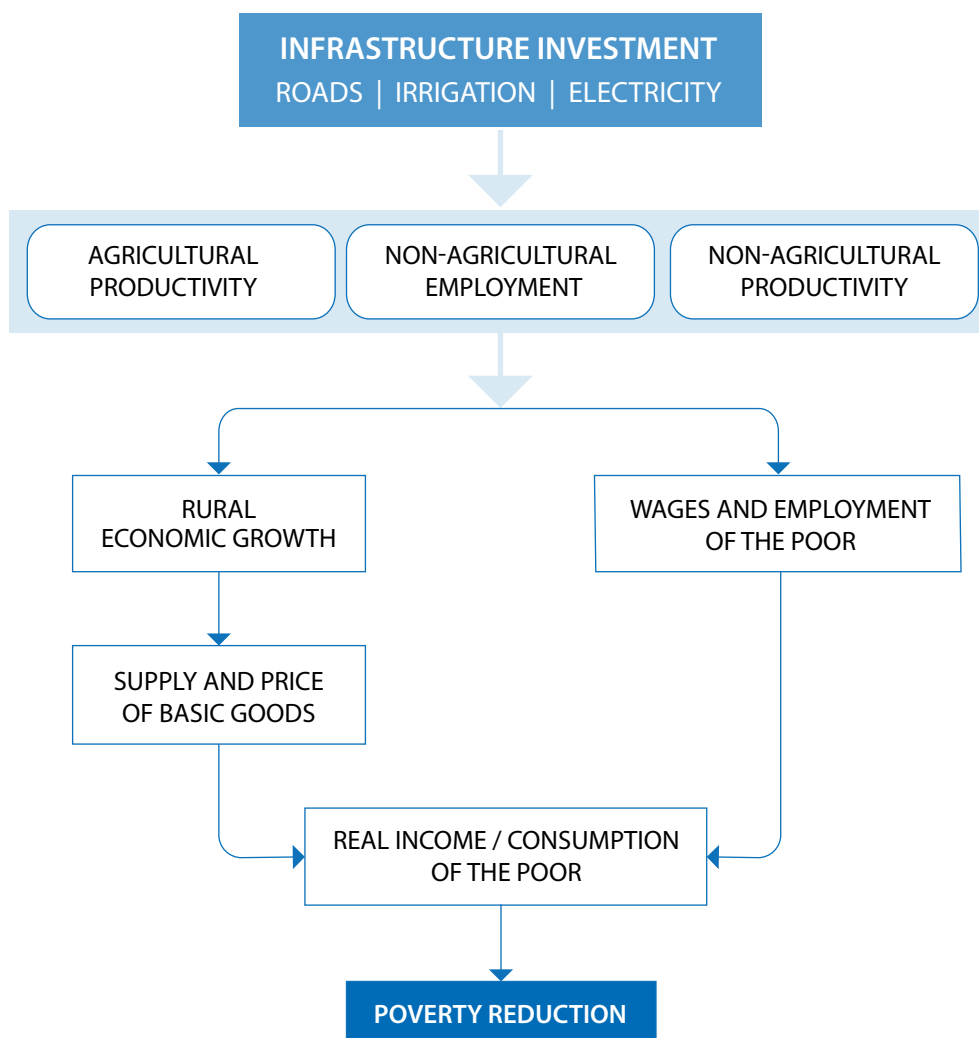 INFRASTRUCTURE INVESTMENT
ROADS | IRRIGATION | ELECTRICITY
AGRICULTURAL
PRODUCTIVITY
NON-AGRICULTURAL
EMPLOYMENT
NON-AGRICULTURAL
PRODUCTIVITY
RURAL
ECONOMIC GROWTH
WAGES AND EMPLOYMENT
OF THE POOR
SUPPLY AND PRICE
OF BASIC GOODS
REAL INCOME / CONSUMPTION
OF THE POOR
POVERTY REDUCTION